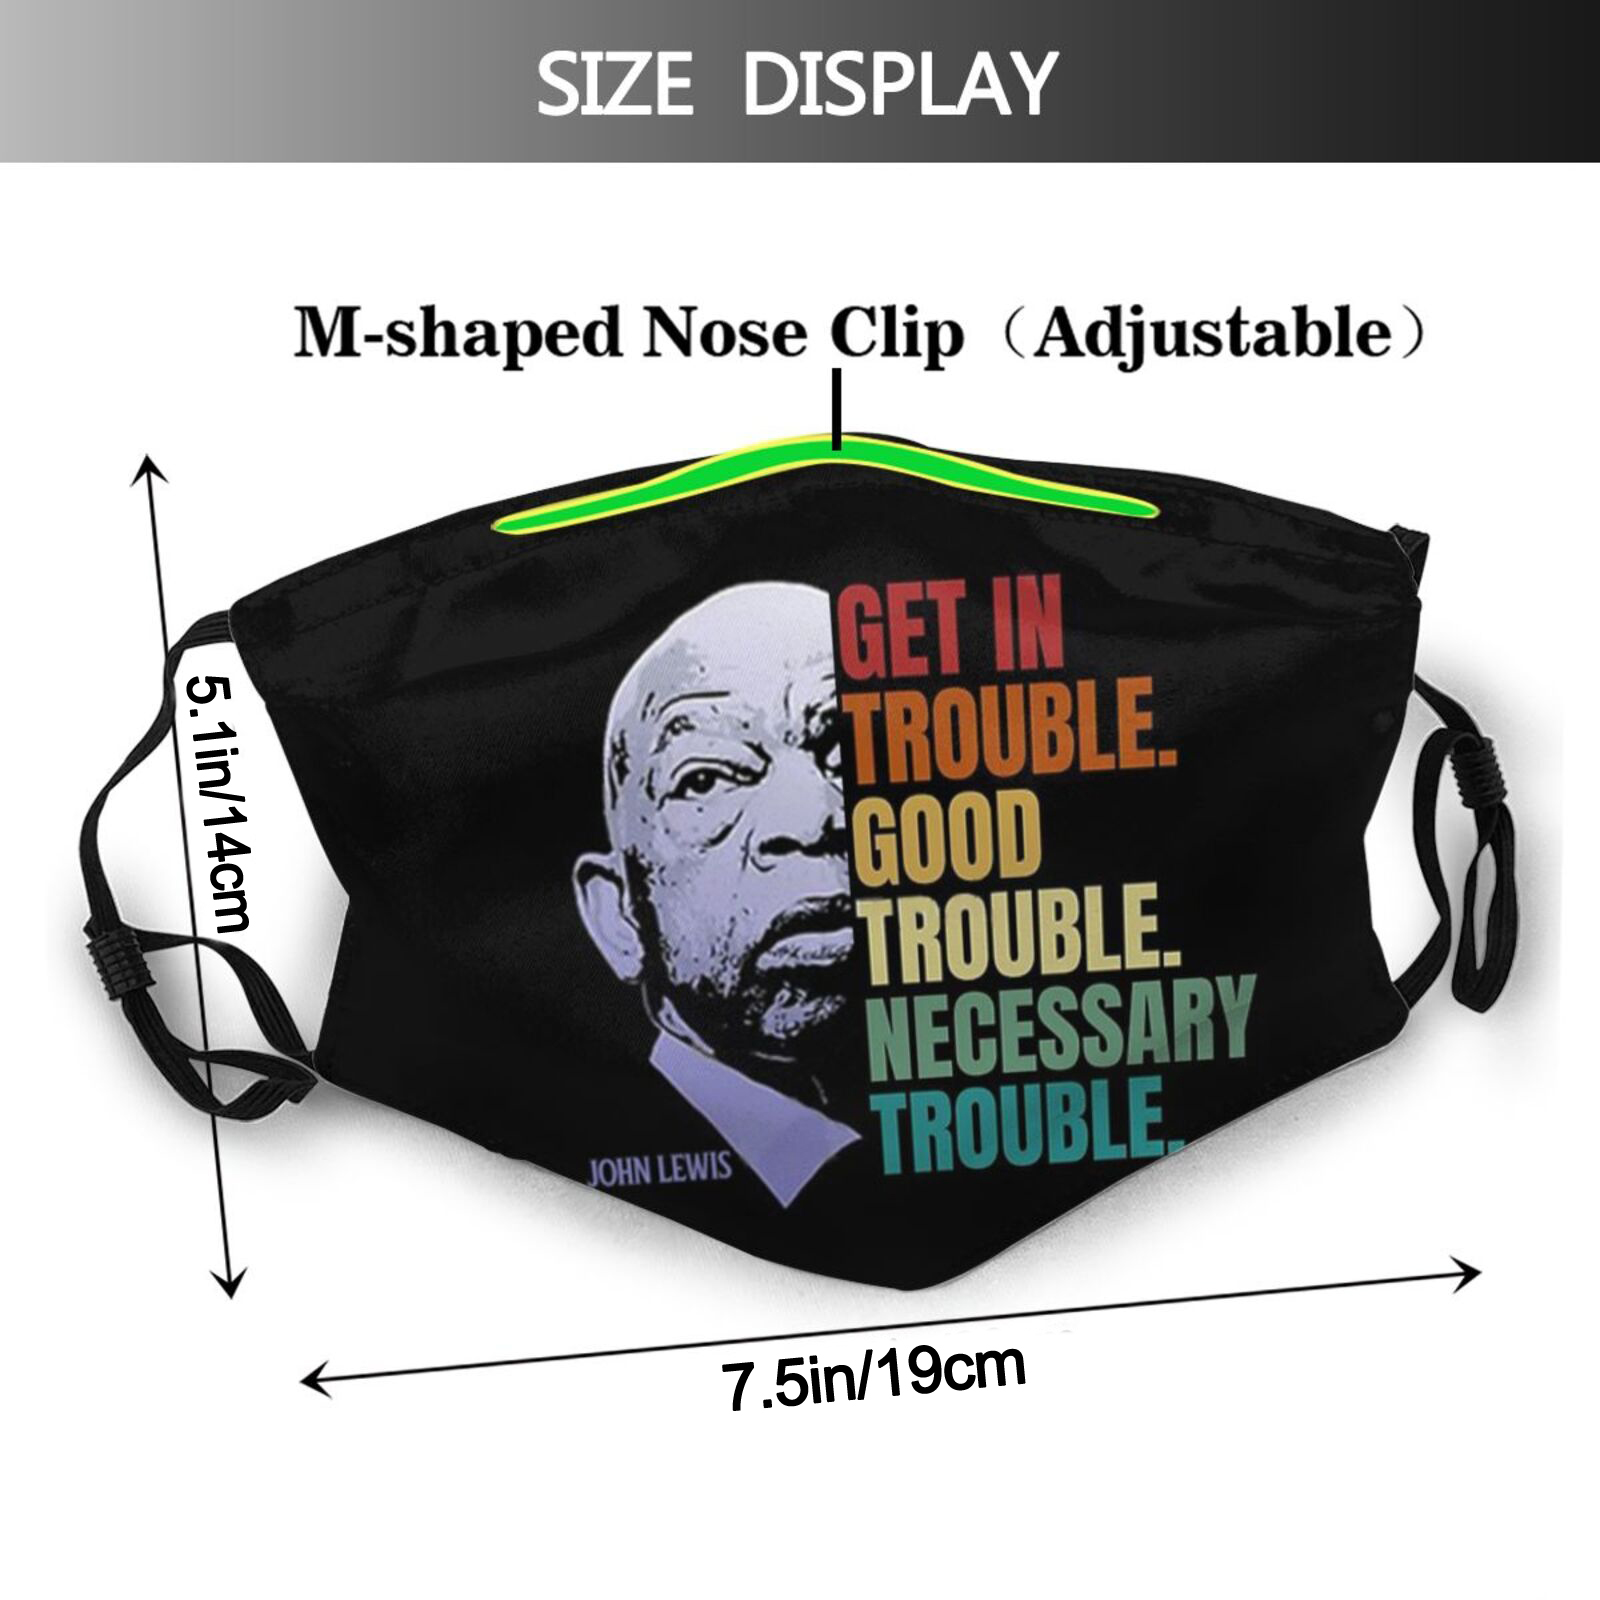 SIZE DISPLAY
M-shaped Nose Clip（Adjustable）
5.1in/14cm
GET IN
TROUBLE.
GOOD
TROUBLE.
NECESSARY
TROUBLE.
JOHN LEWIS
7.5in/19cm